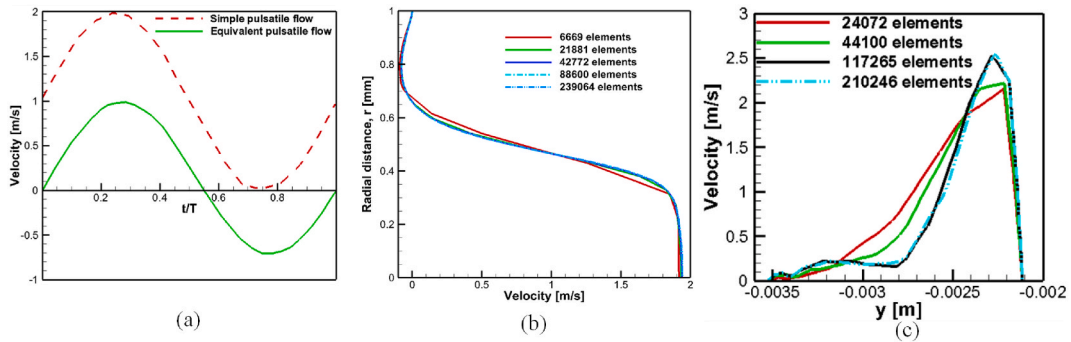 2
Simple pulsatile flow
Equivalent pulsatile flow
1.5
1
0.5
0
-0.5
-1
0.2
0.4
0.6
0.8
t/T
Velocity [m/s]
(a)
1
0.8
0.6
0.4
0.2
0
Radial distance, r [mm]
6669 elements
21881 elements
42772 elements
88600 elements
239064 elements
0
0.5
1
1.5
2
Velocity [m/s]
(b)
3
2.5
2
1.5
1
0.5
0
Velocity [m/s]
24072 elements
44100 elements
117265 elements
210246 elements
-0.0035
-0.003
-0.0025
-0.002
y [m]
(c)